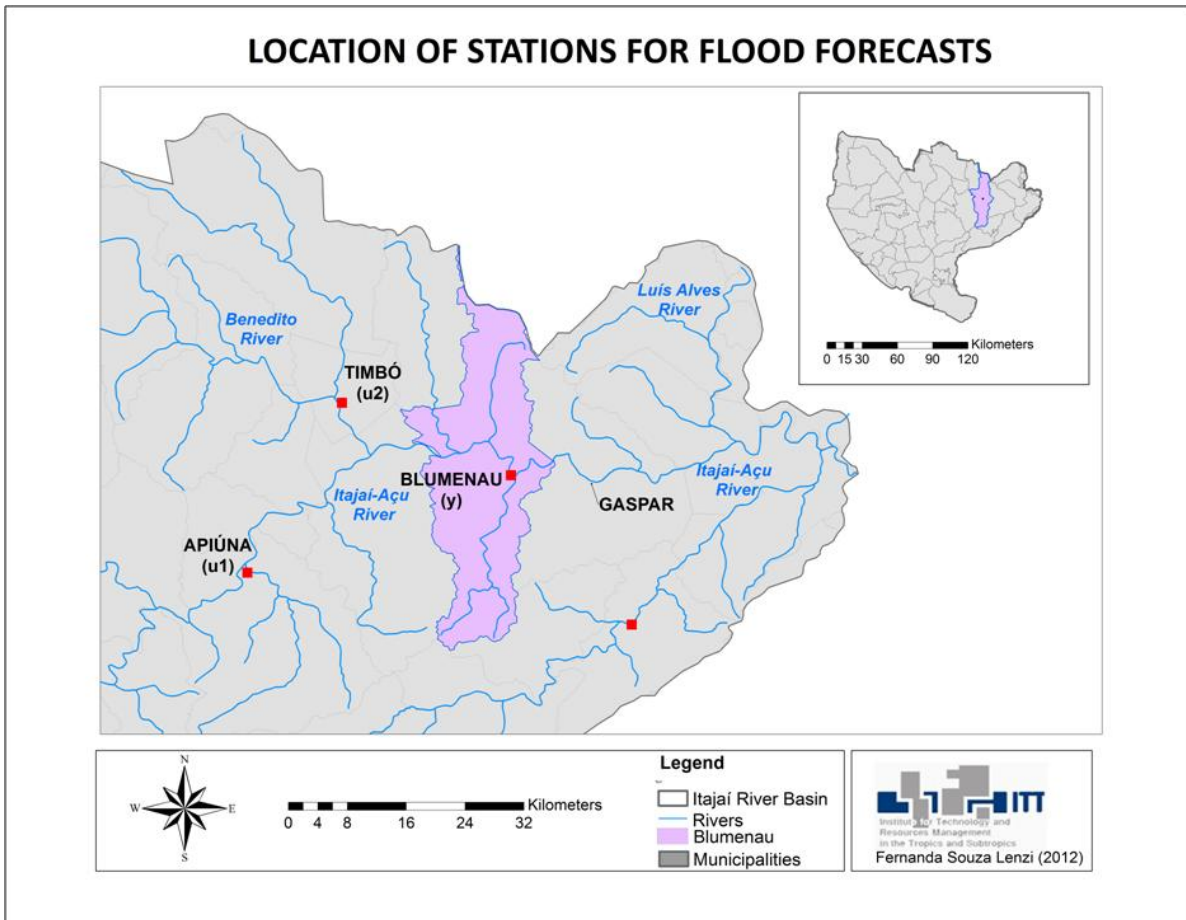 LOCATION OF STATIONS FOR FLOOD FORECASTS
Kilometers
0 15 30 60 90 120
Luís Alves
River
Benedito
River
TIMBÓ
(u2)
BLUMENAU
(y)
Itajaí-Açu
River
Itajaí-Açu
River
GASPAR
APIÚNA
(u1)
N
W E
S
Kilometers
0 4 8 16 24 32
Legend
Itajaí River Basin
Rivers
Blumenau
Municipalities
ITT
Institute for Technology and
Resources Management
in the Tropics and Subtropics
Fernanda Souza Lenzi (2012)